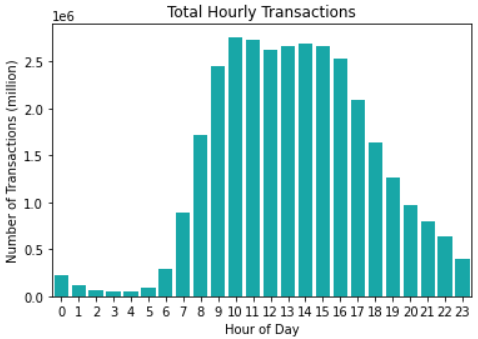 Total Hourly Transactions
1e6
2.5
2.0
1.5
1.0
0.5
0.0
Number of Transactions (million)
0 1 2 3 4 5 6 7 8 9 10 11 12 13 14 15 16 17 18 19 20 21 22 23
Hour of Day